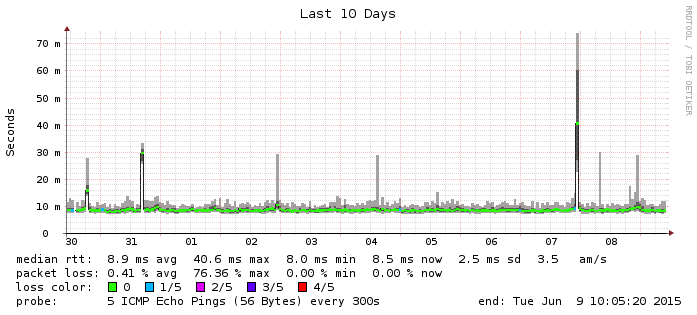 Last 10 Days
RRDTOOL / TOBI OETIKER
Seconds
70 m
60 m
50 m
40 m
30 m
20 m
10 m
0
30 31 01 02 03 04 05 06 07 08
median rtt: 8.9 ms avg 40.6 ms max 8.0 ms min 8.5 ms now 2.5 ms sd 3.5 am/s
packet loss: 0.41 % avg 76.36 % max 0.00 % min 0.00 % now
loss color: 0 1/5 2/5 3/5 4/5
probe: 5 ICMP Echo Pings (56 Bytes) every 300s end: Tue Jun 9 10:05:20 2015